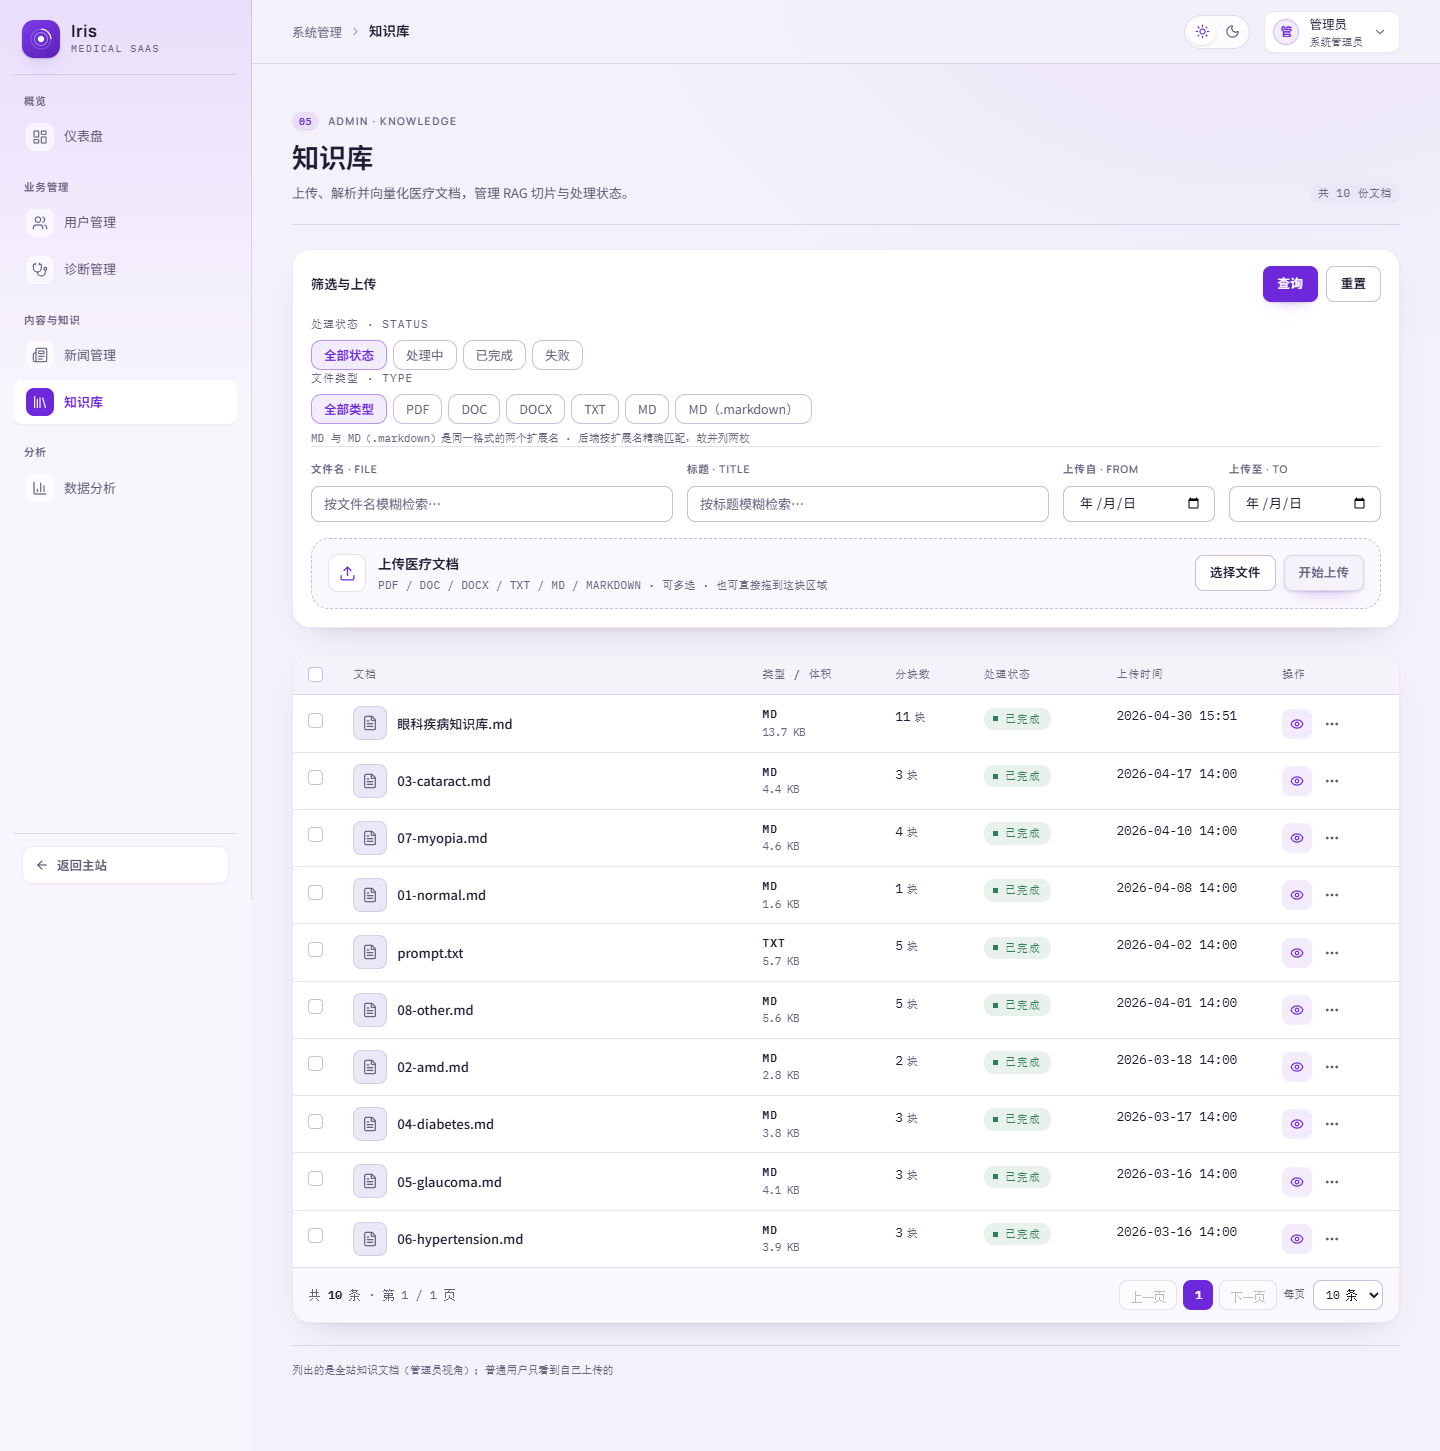 Iris
MEDICAL SAAS
概览
仪表盘
业务管理
用户管理
诊断管理
内容与知识
新闻管理
知识库
分析
数据分析
返回主站
系统管理 > 知识库
管 管理员
系统管理员
05 ADMIN · KNOWLEDGE
知识库
上传、解析并向量化医疗文档，管理 RAG 切片与处理状态。
共 10 份文档
筛选与上传
查询 重置
处理状态 · STATUS
全部状态 处理中 已完成 失败
文件类型 · TYPE
全部类型 PDF DOC DOCX TXT MD MD（.markdown）
MD 与 MD（.markdown）是同一格式的两个扩展名 · 后端按扩展名精确匹配，故并列两枚
文件名 · FILE 标题 · TITLE 上传自 · FROM 上传至 · TO
按文件名模糊检索… 按标题模糊检索… 年 /月/日 年 /月/日
上传医疗文档
PDF / DOC / DOCX / TXT / MD / MARKDOWN · 可多选 · 也可直接拖到这块区域
选择文件 开始上传
文档 类型 / 体积 分块数 处理状态 上传时间 操作
眼科疾病知识库.md MD 13.7 KB 11 块 已完成 2026-04-30 15:51
03-cataract.md MD 4.4 KB 3 块 已完成 2026-04-17 14:00
07-myopia.md MD 4.6 KB 4 块 已完成 2026-04-10 14:00
01-normal.md MD 1.6 KB 1 块 已完成 2026-04-08 14:00
prompt.txt TXT 5.7 KB 5 块 已完成 2026-04-02 14:00
08-other.md MD 5.6 KB 5 块 已完成 2026-04-01 14:00
02-amd.md MD 2.8 KB 2 块 已完成 2026-03-18 14:00
04-diabetes.md MD 3.8 KB 3 块 已完成 2026-03-17 14:00
05-glaucoma.md MD 4.1 KB 3 块 已完成 2026-03-16 14:00
06-hypertension.md MD 3.9 KB 3 块 已完成 2026-03-16 14:00
共 10 条 · 第 1 / 1 页
上一页 1 下一页 每页 10 条
列出的是全站知识文档（管理员视角）；普通用户只看到自己上传的